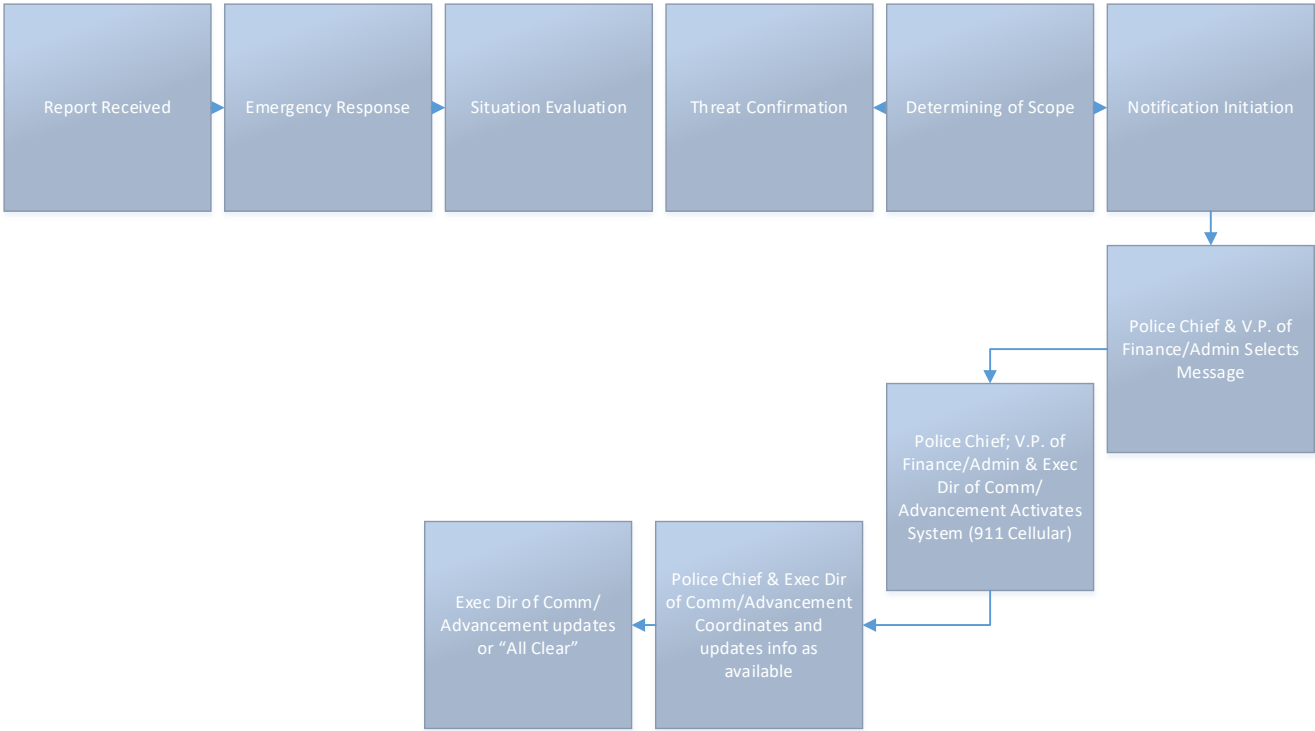 Report Received
Emergency Response
Situation Evaluation
Threat Confirmation
Determining of Scope
Notification Initiation
Police Chief & V.P. of
Finance/Admin Selects
Message
Police Chief; V.P. of
Finance/Admin & Exec
Dir of Comm/
Advancement Activates
System (911 Cellular)
Police Chief & Exec Dir
of Comm/Advancement
Coordinates and
updates info as
available
Exec Dir of Comm/
Advancement updates
or “All Clear”